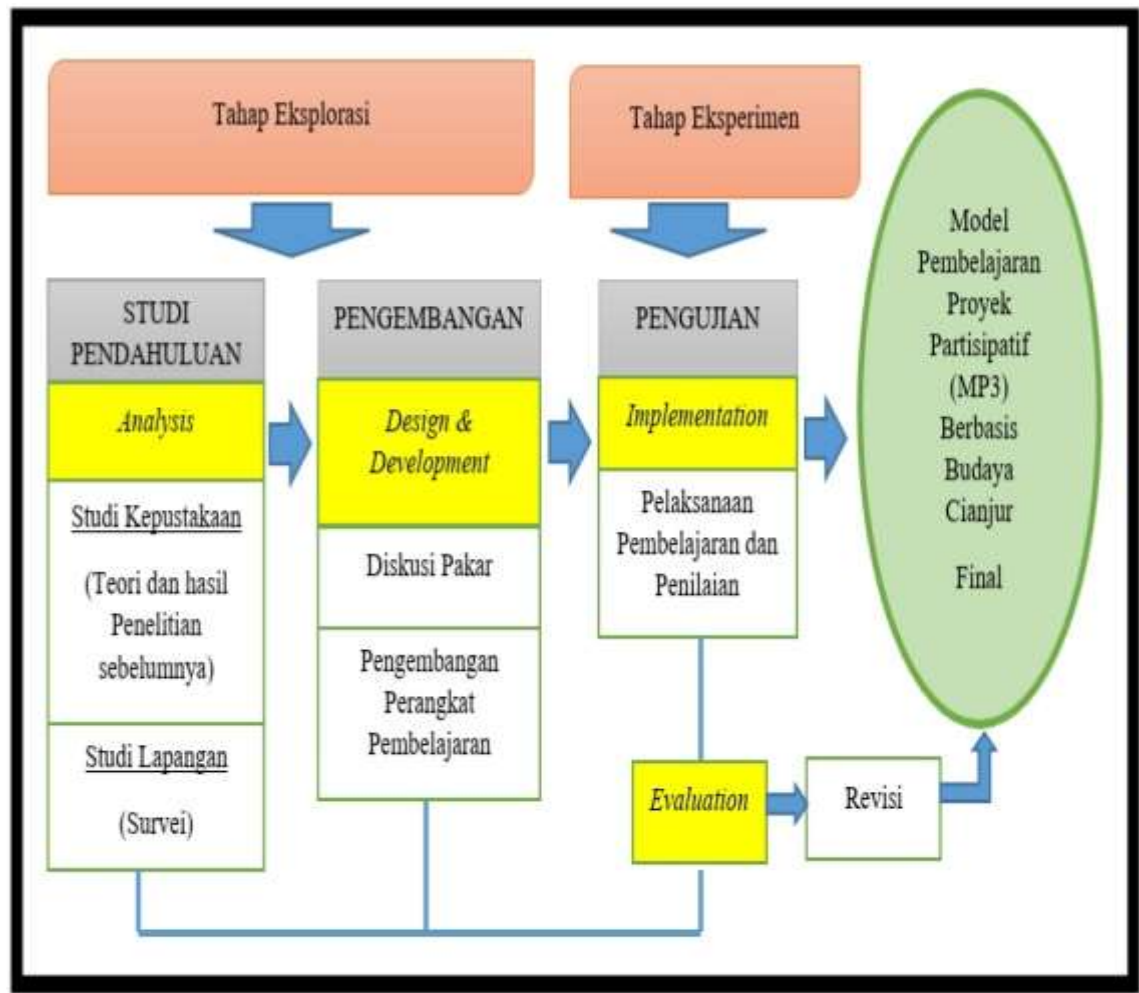 Tahap Eksplorasi
Tahap Eksperimen
STUDI
PENDAHULUAN
Analysis
Studi Kepustakaan
(Teori dan hasil
Penelitian
sebelumnya)
Studi Lapangan
(Survei)
PENGEMBANGAN
Design &
Development
Diskusi Pakar
Pengembangan
Perangkat
Pembelajaran
PENGUJIAN
Implementation
Pelaksanaan
Pembelajaran dan
Penilaian
Evaluation
Revisi
Model
Pembelajaran
Proyek
Partisipatif
(MP3)
Berbasis
Budaya
Cianjur
Final